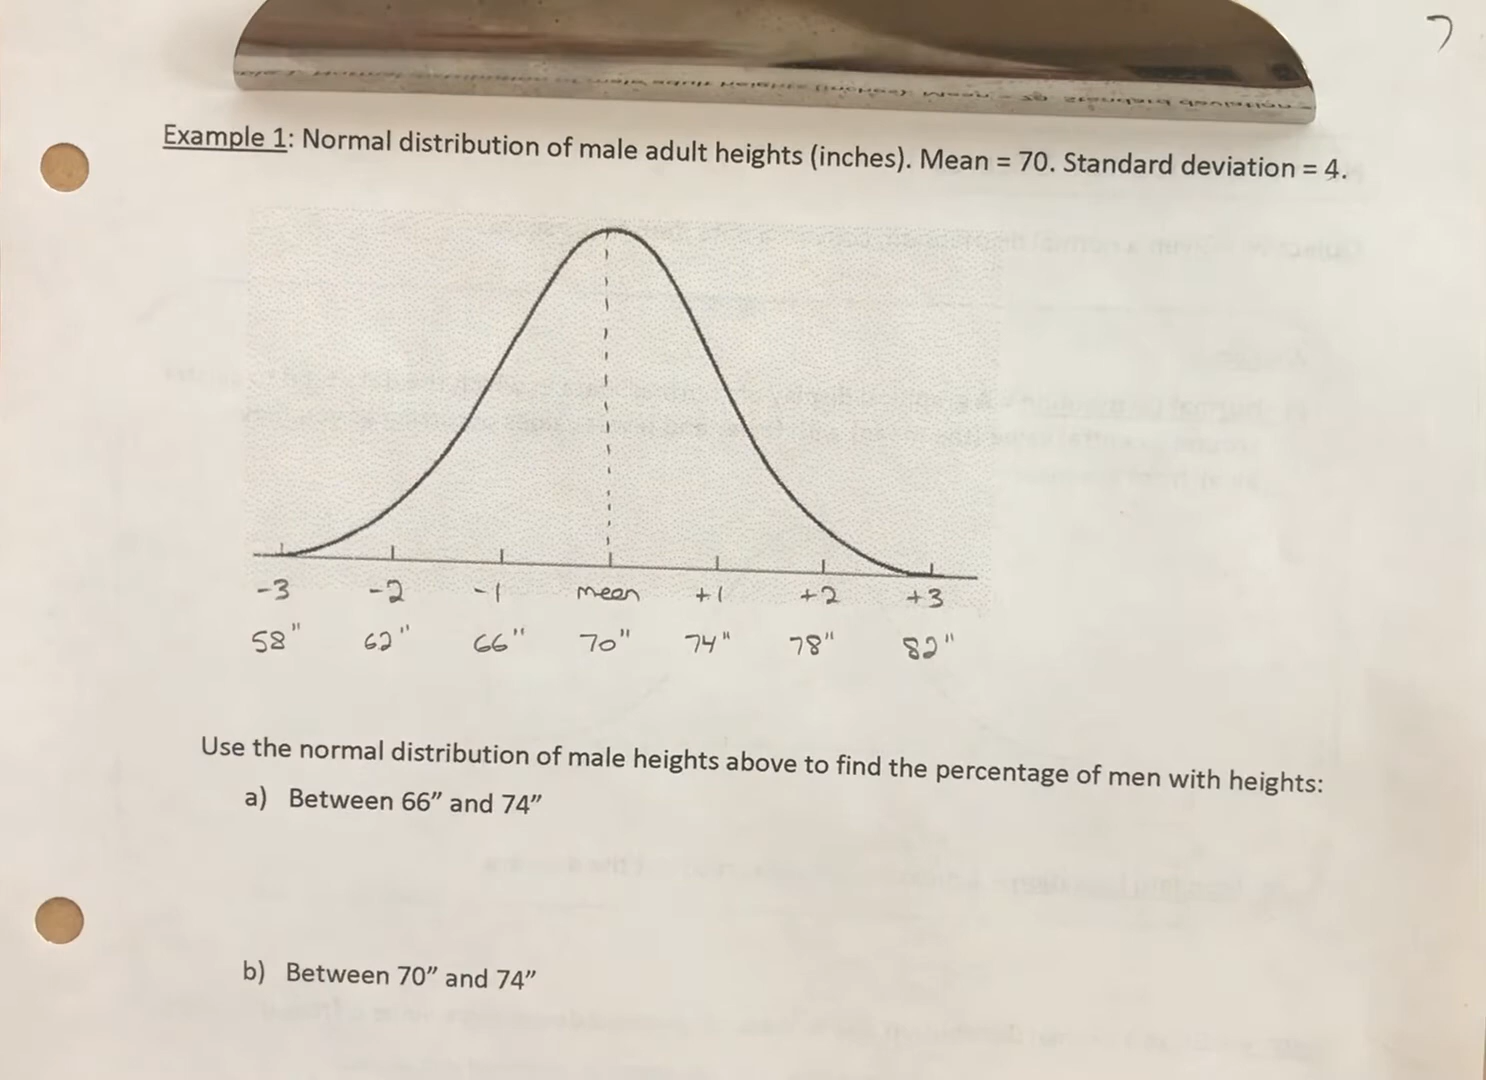 Example 1: Normal distribution of male adult heights (inches). Mean = 70. Standard deviation = 4.
-3 -2 -1 mean +1 +2 +3
58" 62" 66" 70" 74" 78" 82"
Use the normal distribution of male heights above to find the percentage of men with heights:
a) Between 66” and 74”
b) Between 70” and 74”